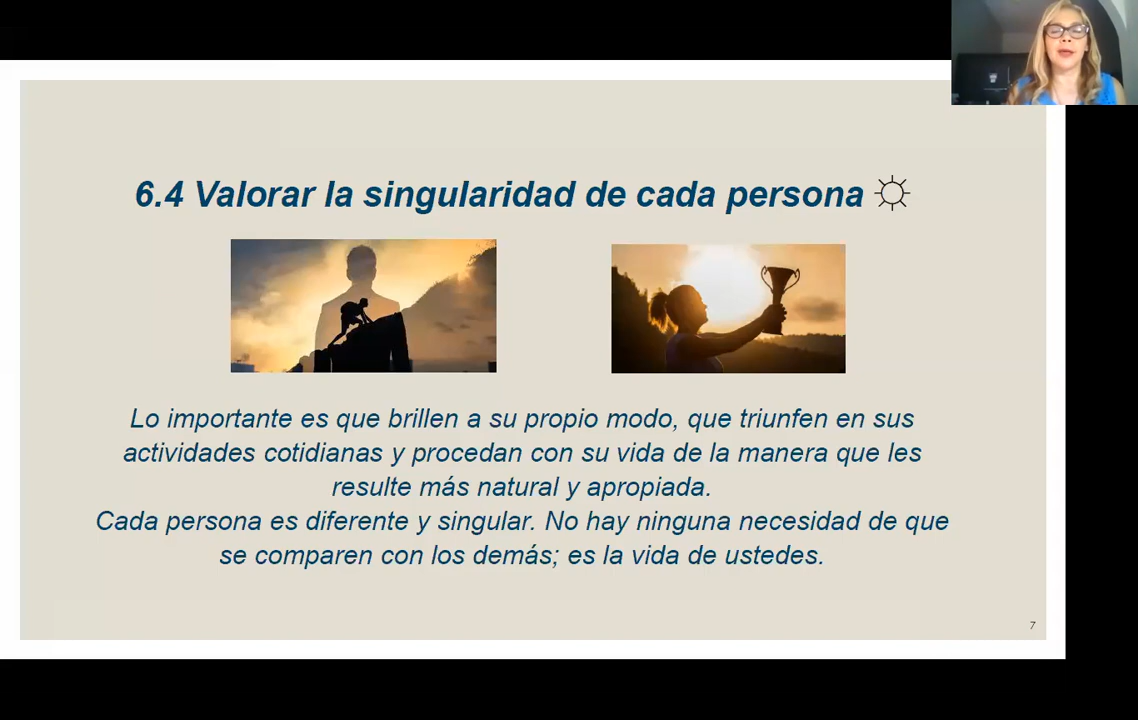 6.4 Valorar la singularidad de cada persona
Lo importante es que brillen a su propio modo, que triunfen en sus
actividades cotidianas y procedan con su vida de la manera que les
resulte más natural y apropiada.
Cada persona es diferente y singular. No hay ninguna necesidad de que
se comparen con los demás; es la vida de ustedes.
7